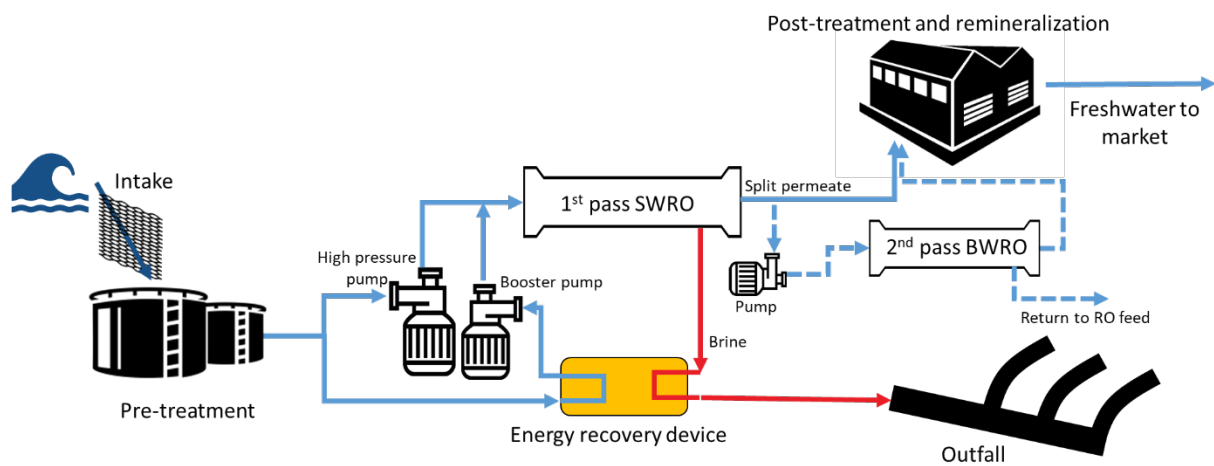 Post-treatment and remineralization
Freshwater to
market
Intake
1st pass SWRO
Split permeate
2nd pass BWRO
High pressure
pump
Booster pump
Pump
Return to RO feed
Brine
Pre-treatment
Energy recovery device
Outfall